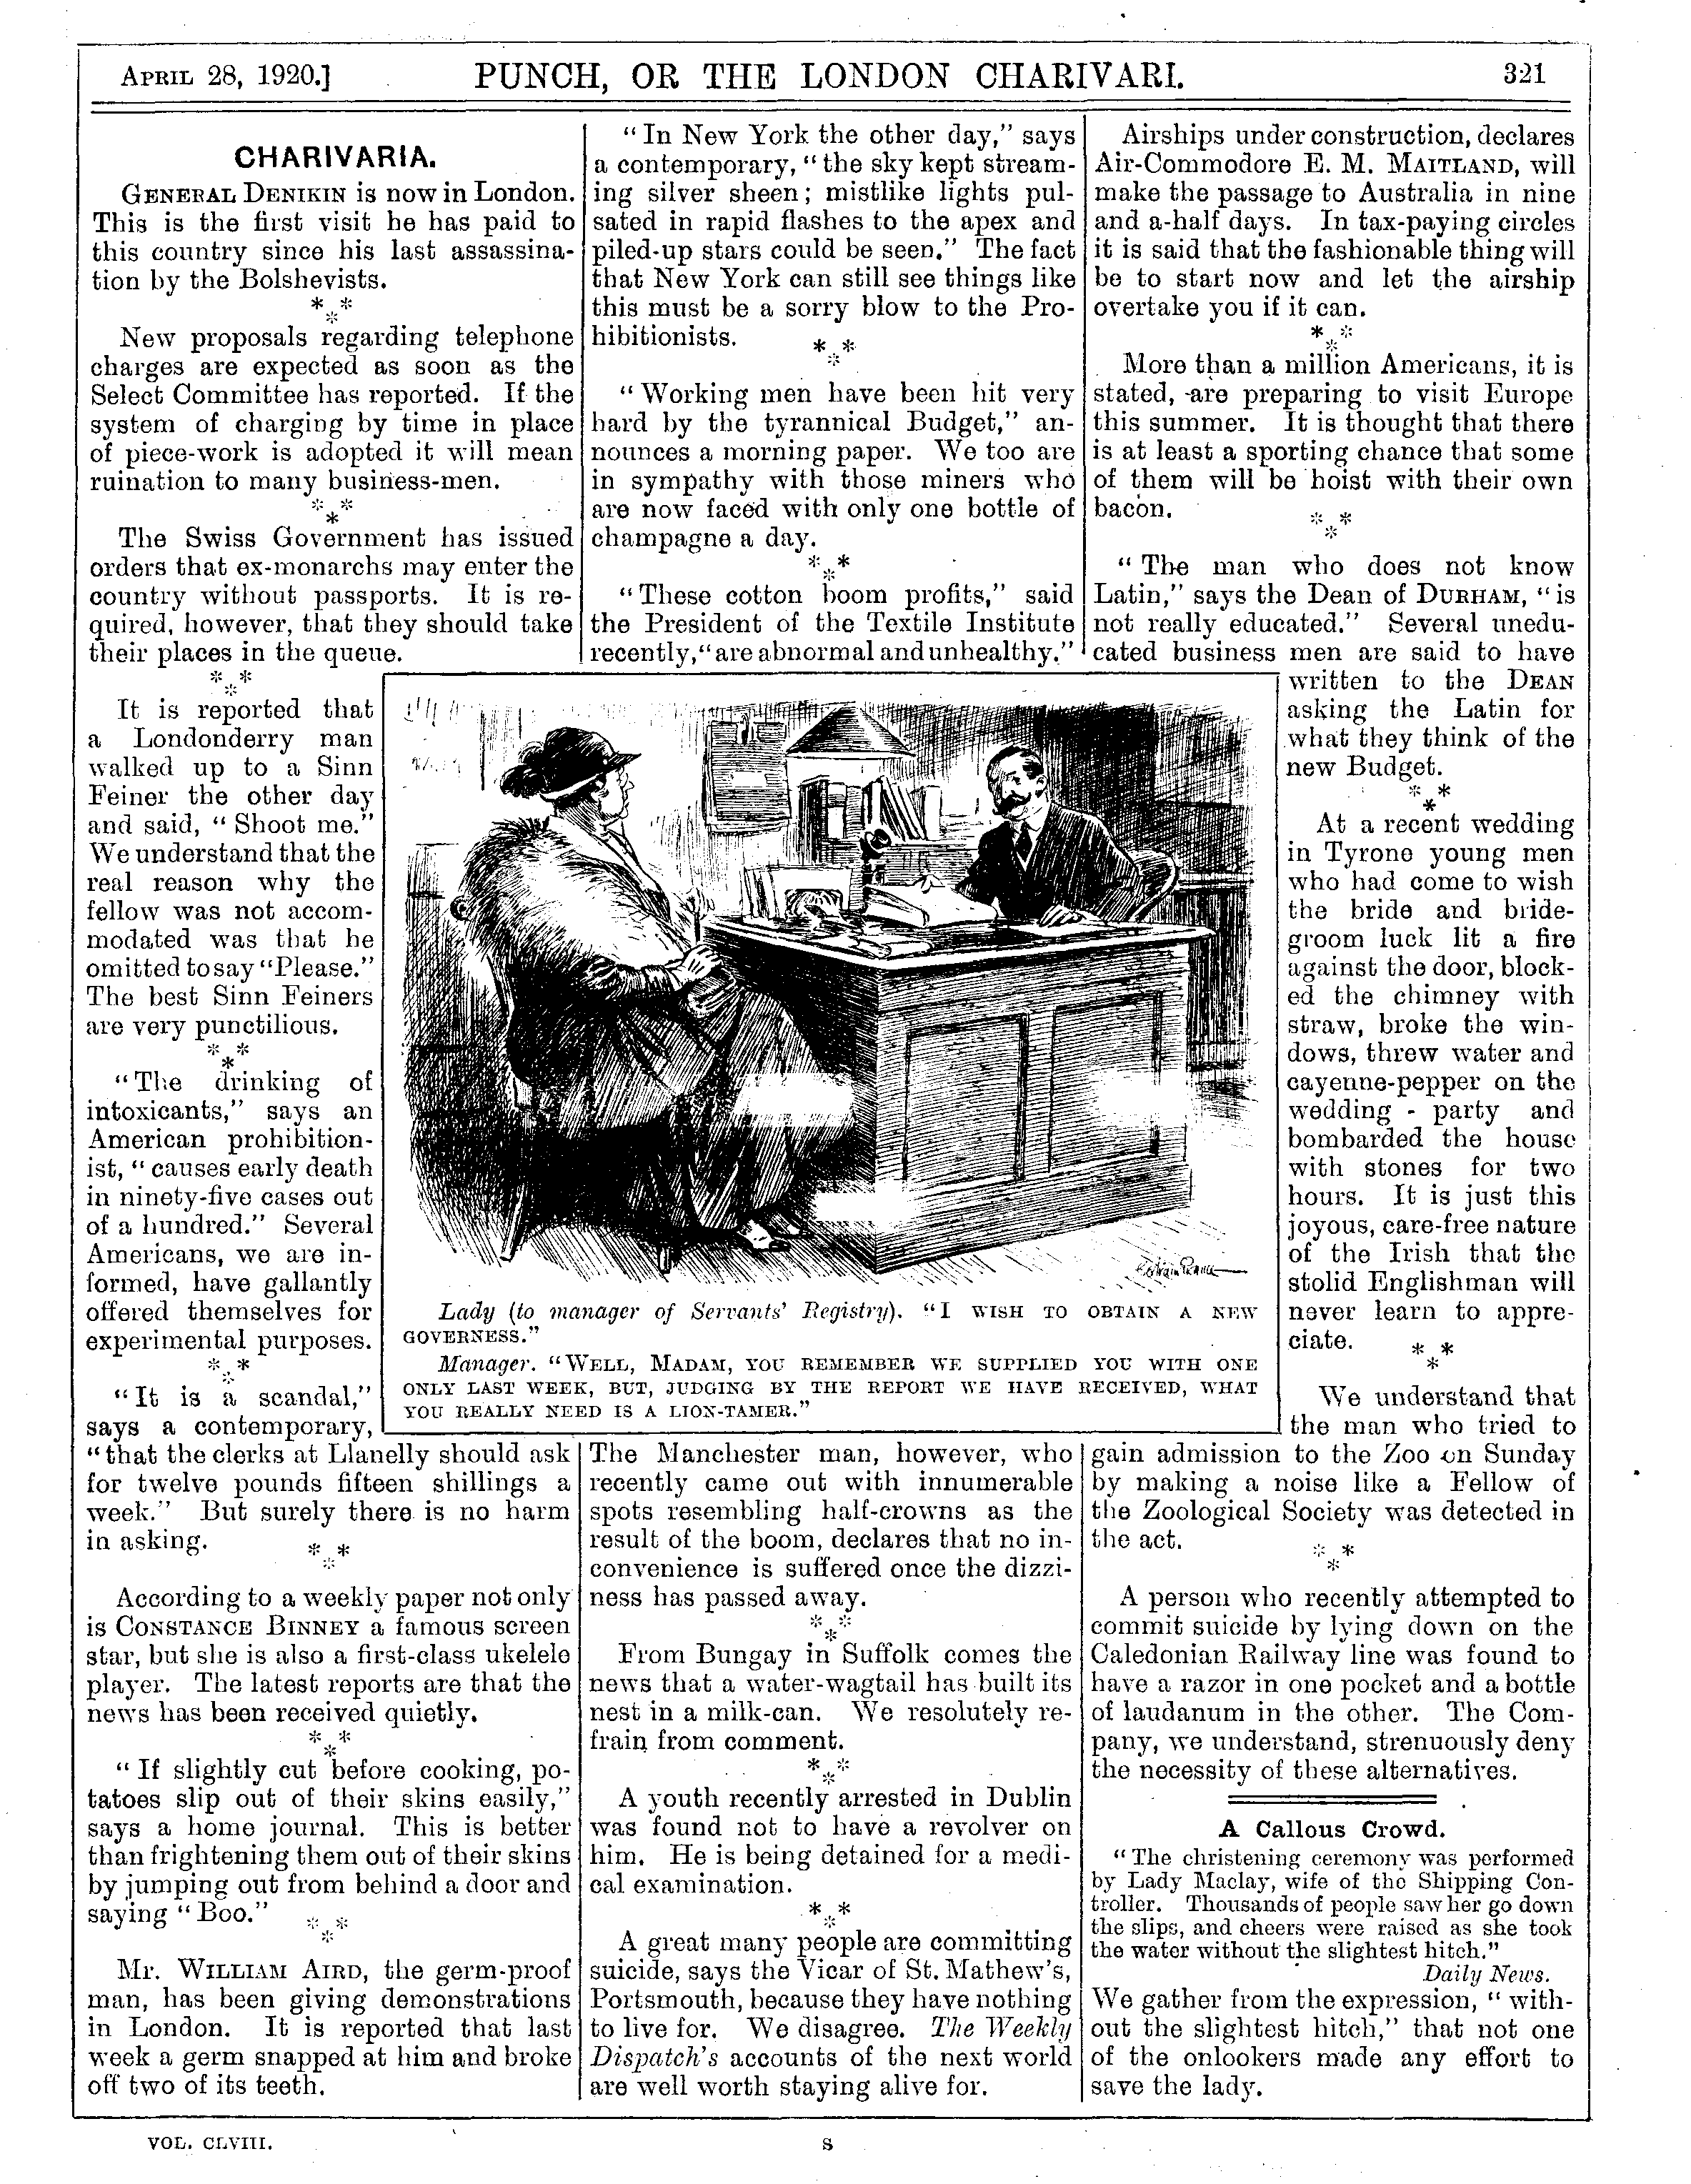 APRIL 28, 1920.] PUNCH, OR THE LONDON CHARIVARI. 321
CHARIVARIA.
GENERAL DENIKIN is now in London.
This is the first visit he has paid to
this country since his last assassina-
tion by the Bolshevists.
* *
*
New proposals regarding telephone
charges are expected as soon as the
Select Committee has reported. If the
system of charging by time in place
of piece-work is adopted it will mean
ruination to many business-men.
* *
*
The Swiss Government has issued
orders that ex-monarchs may enter the
country without passports. It is re-
quired, however, that they should take
their places in the queue.
* *
*
It is reported that
a Londonderry man
walked up to a Sinn
Feiner the other day
and said, "Shoot me."
We understand that the
real reason why the
fellow was not accom-
modated was that he
omitted to say "Please."
The best Sinn Feiners
are very punctilious.
* *
*
"The drinking of
intoxicants," says an
American prohibition-
ist, "causes early death
in ninety-five cases out
of a hundred." Several
Americans, we are in-
formed, have gallantly
offered themselves for
experimental purposes.
* *
*
"It is a scandal,"
says a contemporary,
"that the clerks at Llanelly should ask
for twelve pounds fifteen shillings a
week." But surely there is no harm
in asking.
* *
*
According to a weekly paper not only
is CONSTANCE BINNEY a famous screen
star, but she is also a first-class ukelele
player. The latest reports are that the
news has been received quietly.
* *
*
"If slightly cut before cooking, po-
tatoes slip out of their skins easily,"
says a home journal. This is better
than frightening them out of their skins
by jumping out from behind a door and
saying "Boo."
* *
*
Mr. WILLIAM AIRD, the germ-proof
man, has been giving demonstrations
in London. It is reported that last
week a germ snapped at him and broke
off two of its teeth.
"In New York the other day," says
a contemporary, "the sky kept stream-
ing silver sheen; mistlike lights pul-
sated in rapid flashes to the apex and
piled-up stars could be seen." The fact
that New York can still see things like
this must be a sorry blow to the Pro-
hibitionists.
* *
*
"Working men have been hit very
hard by the tyrannical Budget," an-
nounces a morning paper. We too are
in sympathy with those miners who
are now faced with only one bottle of
champagne a day.
* *
*
"These cotton boom profits," said
the President of the Textile Institute
recently, "are abnormal and unhealthy."
Lady (to manager of Servants' Registry). "I WISH TO OBTAIN A NEW
GOVERNESS."
Manager. "WELL, MADAM, YOU REMEMBER WE SUPPLIED YOU WITH ONE
ONLY LAST WEEK, BUT, JUDGING BY THE REPORT WE HAVE RECEIVED, WHAT
YOU REALLY NEED IS A LION-TAMER."
The Manchester man, however, who
recently came out with innumerable
spots resembling half-crowns as the
result of the boom, declares that no in-
convenience is suffered once the dizzi-
ness has passed away.
* *
*
From Bungay in Suffolk comes the
news that a water-wagtail has built its
nest in a milk-can. We resolutely re-
frain from comment.
* *
*
A youth recently arrested in Dublin
was found not to have a revolver on
him. He is being detained for a medi-
cal examination.
* *
*
A great many people are committing
suicide, says the Vicar of St. Mathew's,
Portsmouth, because they have nothing
to live for. We disagree. The Weekly
Dispatch's accounts of the next world
are well worth staying alive for.
Airships under construction, declares
Air-Commodore E. M. MAITLAND, will
make the passage to Australia in nine
and a-half days. In tax-paying circles
it is said that the fashionable thing will
be to start now and let the airship
overtake you if it can.
* *
*
More than a million Americans, it is
stated, are preparing to visit Europe
this summer. It is thought that there
is at least a sporting chance that some
of them will be hoist with their own
bacon.
* *
*
"The man who does not know
Latin," says the Dean of DURHAM, "is
not really educated." Several unedu-
cated business men are said to have
written to the DEAN
asking the Latin for
what they think of the
new Budget.
* *
*
At a recent wedding
in Tyrone young men
who had come to wish
the bride and bride-
groom luck lit a fire
against the door, block-
ed the chimney with
straw, broke the win-
dows, threw water and
cayenne-pepper on the
wedding-party and
bombarded the house
with stones for two
hours. It is just this
joyous, care-free nature
of the Irish that the
stolid Englishman will
never learn to appre-
ciate.
* *
*
We understand that
the man who tried to
gain admission to the Zoo on Sunday
by making a noise like a Fellow of
the Zoological Society was detected in
the act.
* *
*
A person who recently attempted to
commit suicide by lying down on the
Caledonian Railway line was found to
have a razor in one pocket and a bottle
of laudanum in the other. The Com-
pany, we understand, strenuously deny
the necessity of these alternatives.
A Callous Crowd.
"The christening ceremony was performed
by Lady Maclay, wife of the Shipping Con-
troller. Thousands of people saw her go down
the slips, and cheers were raised as she took
the water without the slightest hitch."
Daily News.
We gather from the expression, "with-
out the slightest hitch," that not one
of the onlookers made any effort to
save the lady.
VOL. CLVIII. S